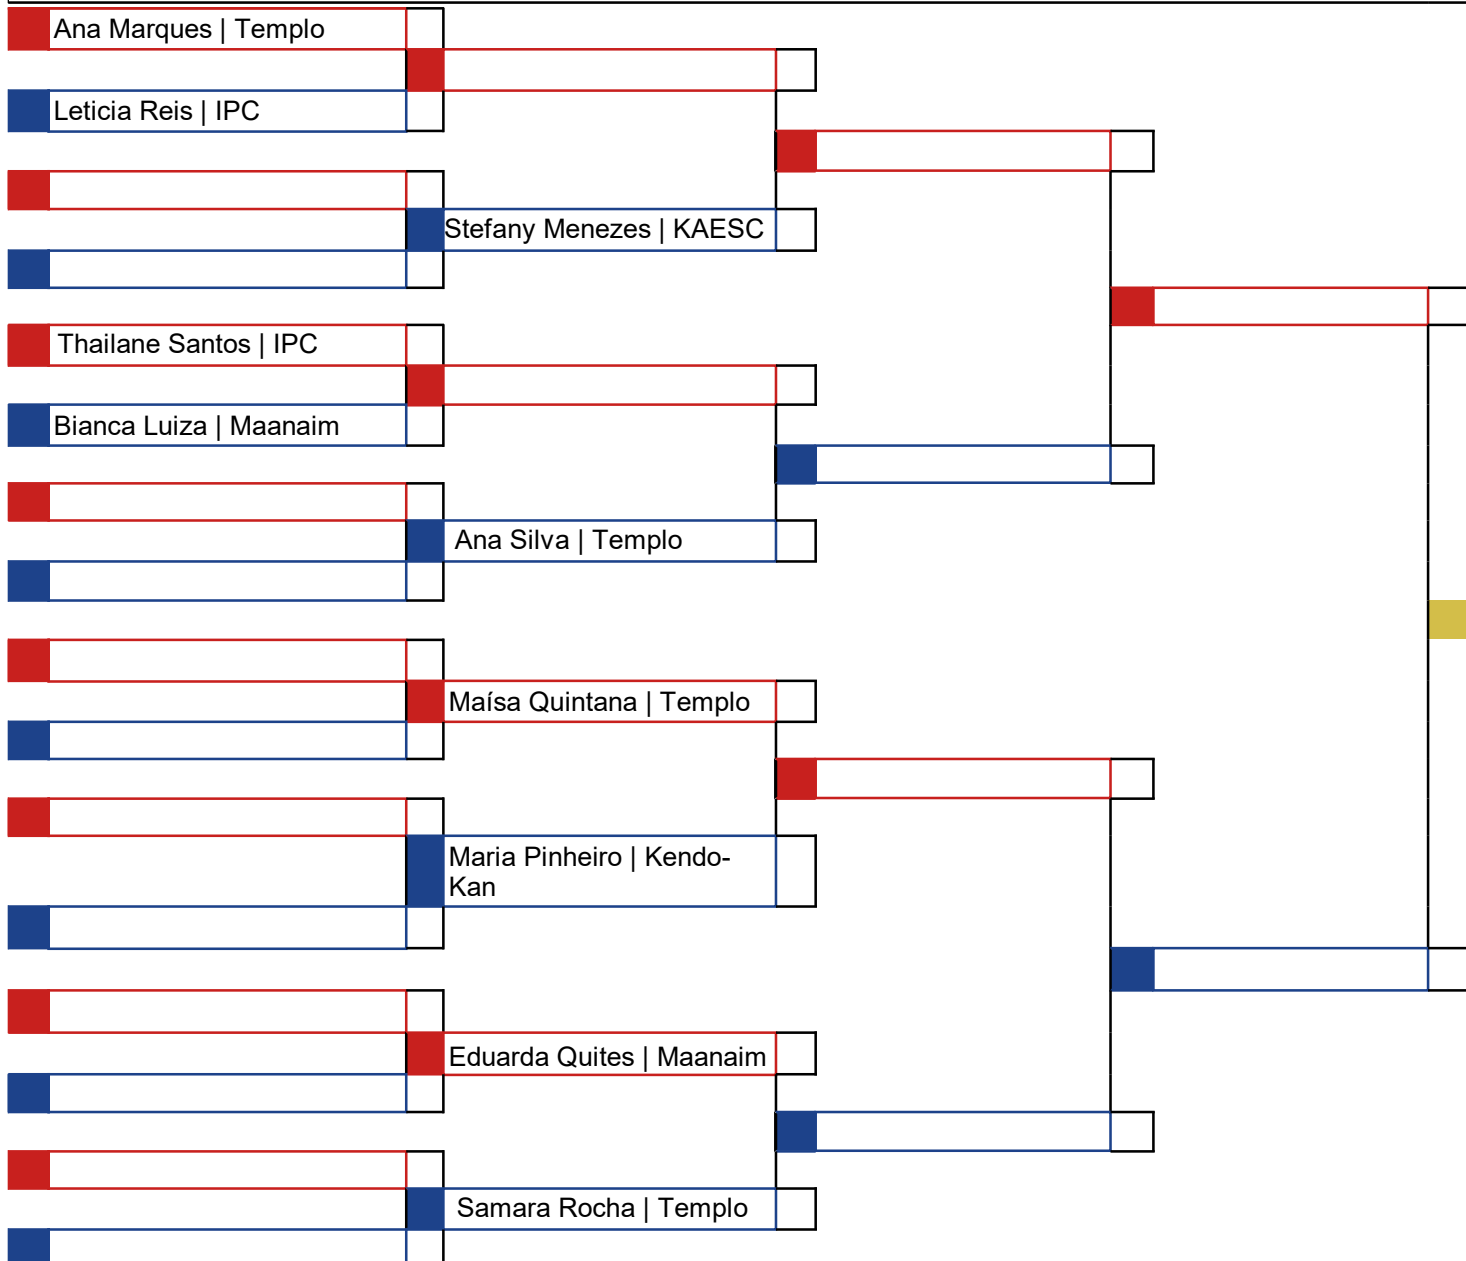 Ana Marques | Templo
Leticia Reis | IPC
Stefany Menezes | KAESC
Thailane Santos | IPC
Bianca Luiza | Maanaim
Ana Silva | Templo
Maísa Quintana | Templo
Maria Pinheiro | Kendo-
Kan
Eduarda Quites | Maanaim
Samara Rocha | Templo